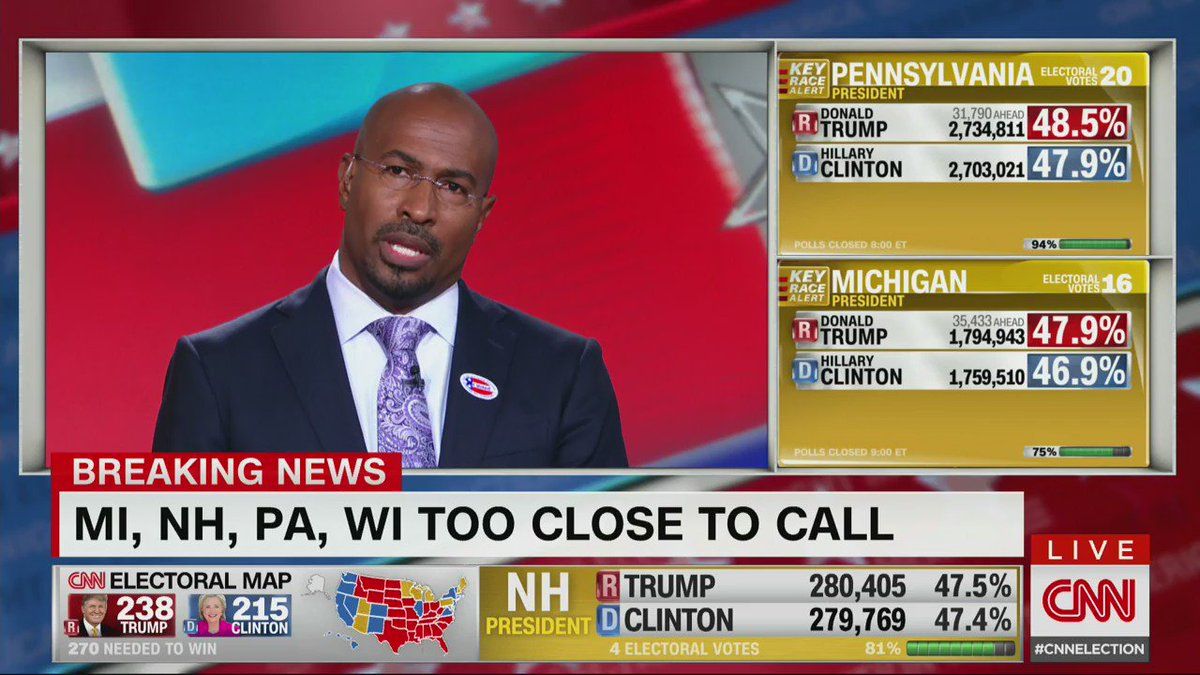 KEY RACE ALERT
PENNSYLVANIA
PRESIDENT
ELECTORAL VOTES 20
R DONALD TRUMP 31,790 AHEAD 2,734,811 48.5%
D HILLARY CLINTON 2,703,021 47.9%
POLLS CLOSED 8:00 ET 94%
KEY RACE ALERT
MICHIGAN
PRESIDENT
ELECTORAL VOTES 16
R DONALD TRUMP 35,433 AHEAD 1,794,943 47.9%
D HILLARY CLINTON 1,759,510 46.9%
POLLS CLOSED 9:00 ET 75%
BREAKING NEWS
MI, NH, PA, WI TOO CLOSE TO CALL
LIVE
CNN
#CNNELECTION
CNN ELECTORAL MAP
R 238 TRUMP D 215 CLINTON
270 NEEDED TO WIN
NH PRESIDENT
R TRUMP 280,405 47.5%
D CLINTON 279,769 47.4%
4 ELECTORAL VOTES 81%